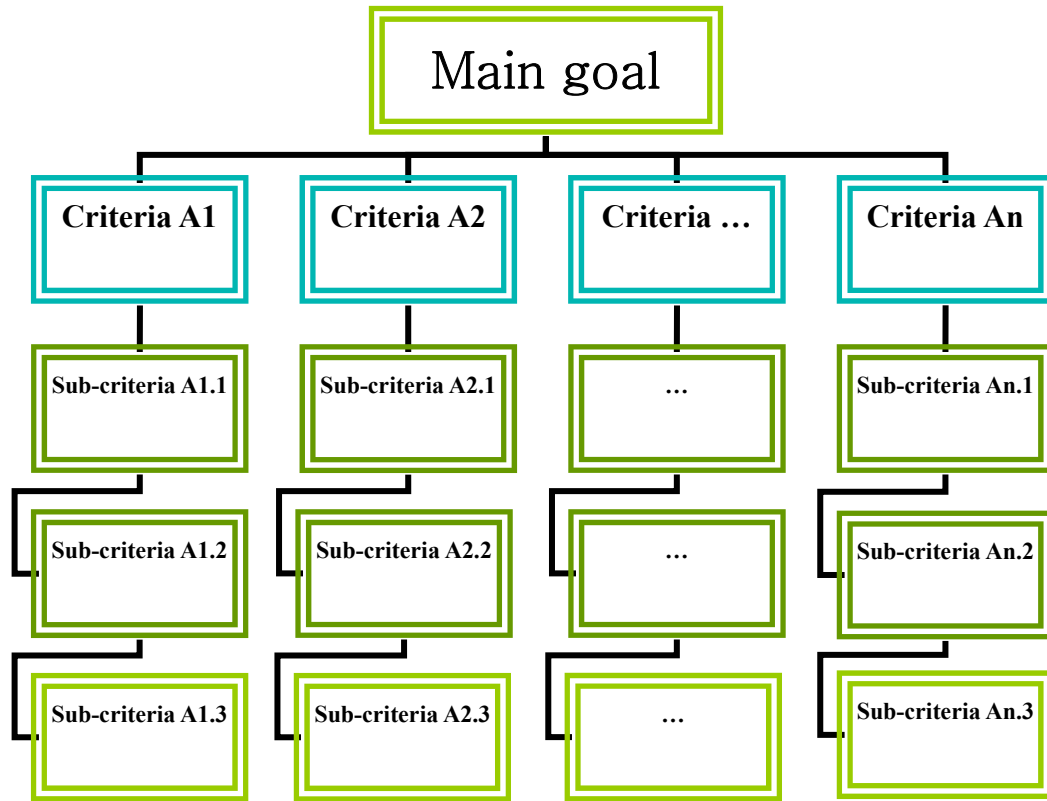 Main goal
Criteria A1
Criteria A2
Criteria …
Criteria An
Sub-criteria A1.1
Sub-criteria A2.1
…
Sub-criteria An.1
Sub-criteria A1.2
Sub-criteria A2.2
…
Sub-criteria An.2
Sub-criteria A1.3
Sub-criteria A2.3
…
Sub-criteria An.3